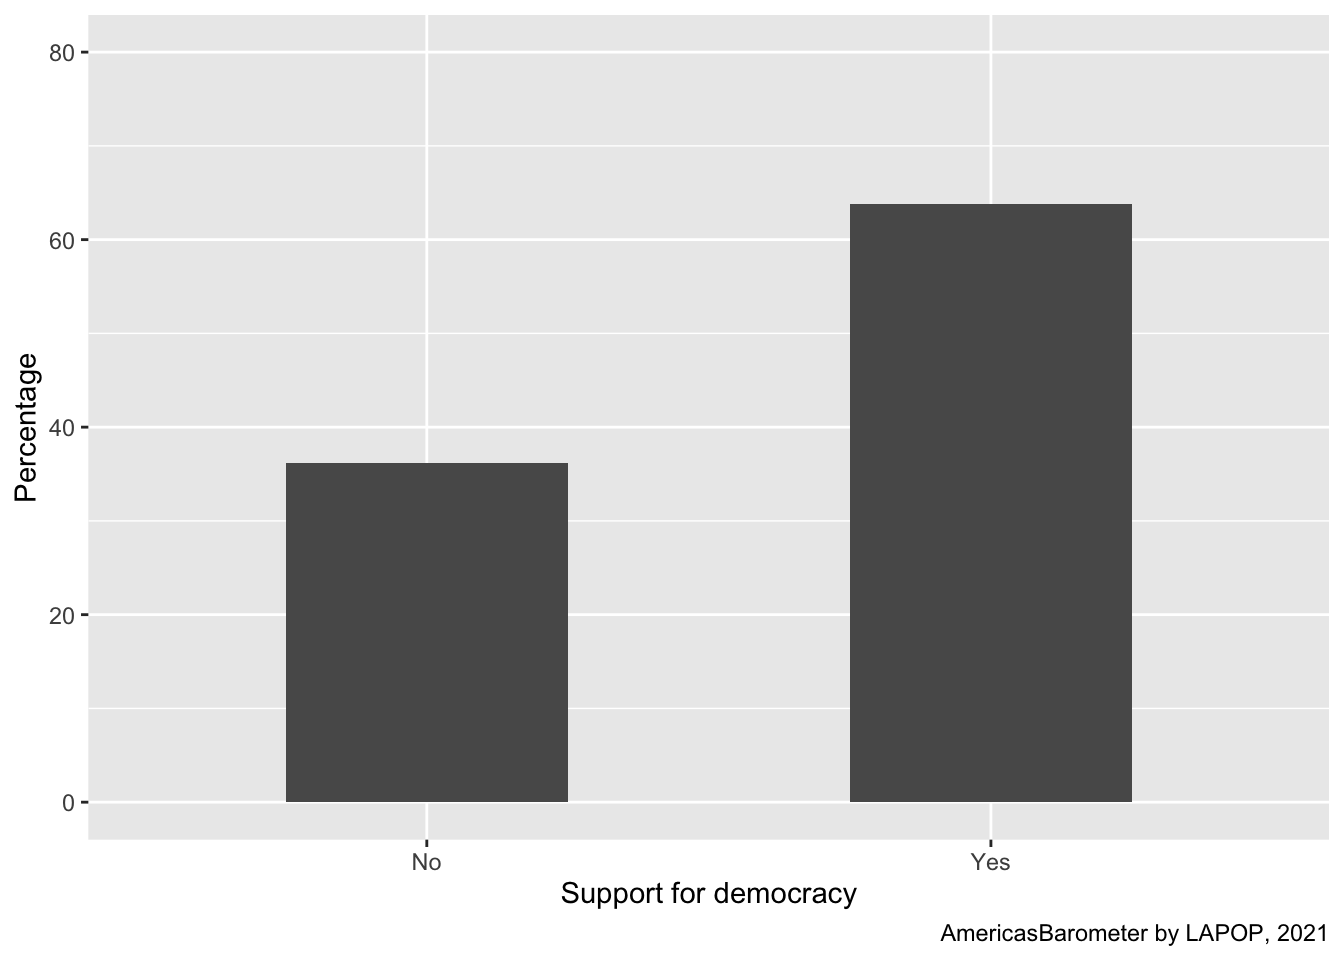 80
60
40
20
0
Percentage
No
Yes
Support for democracy
AmericasBarometer by LAPOP, 2021